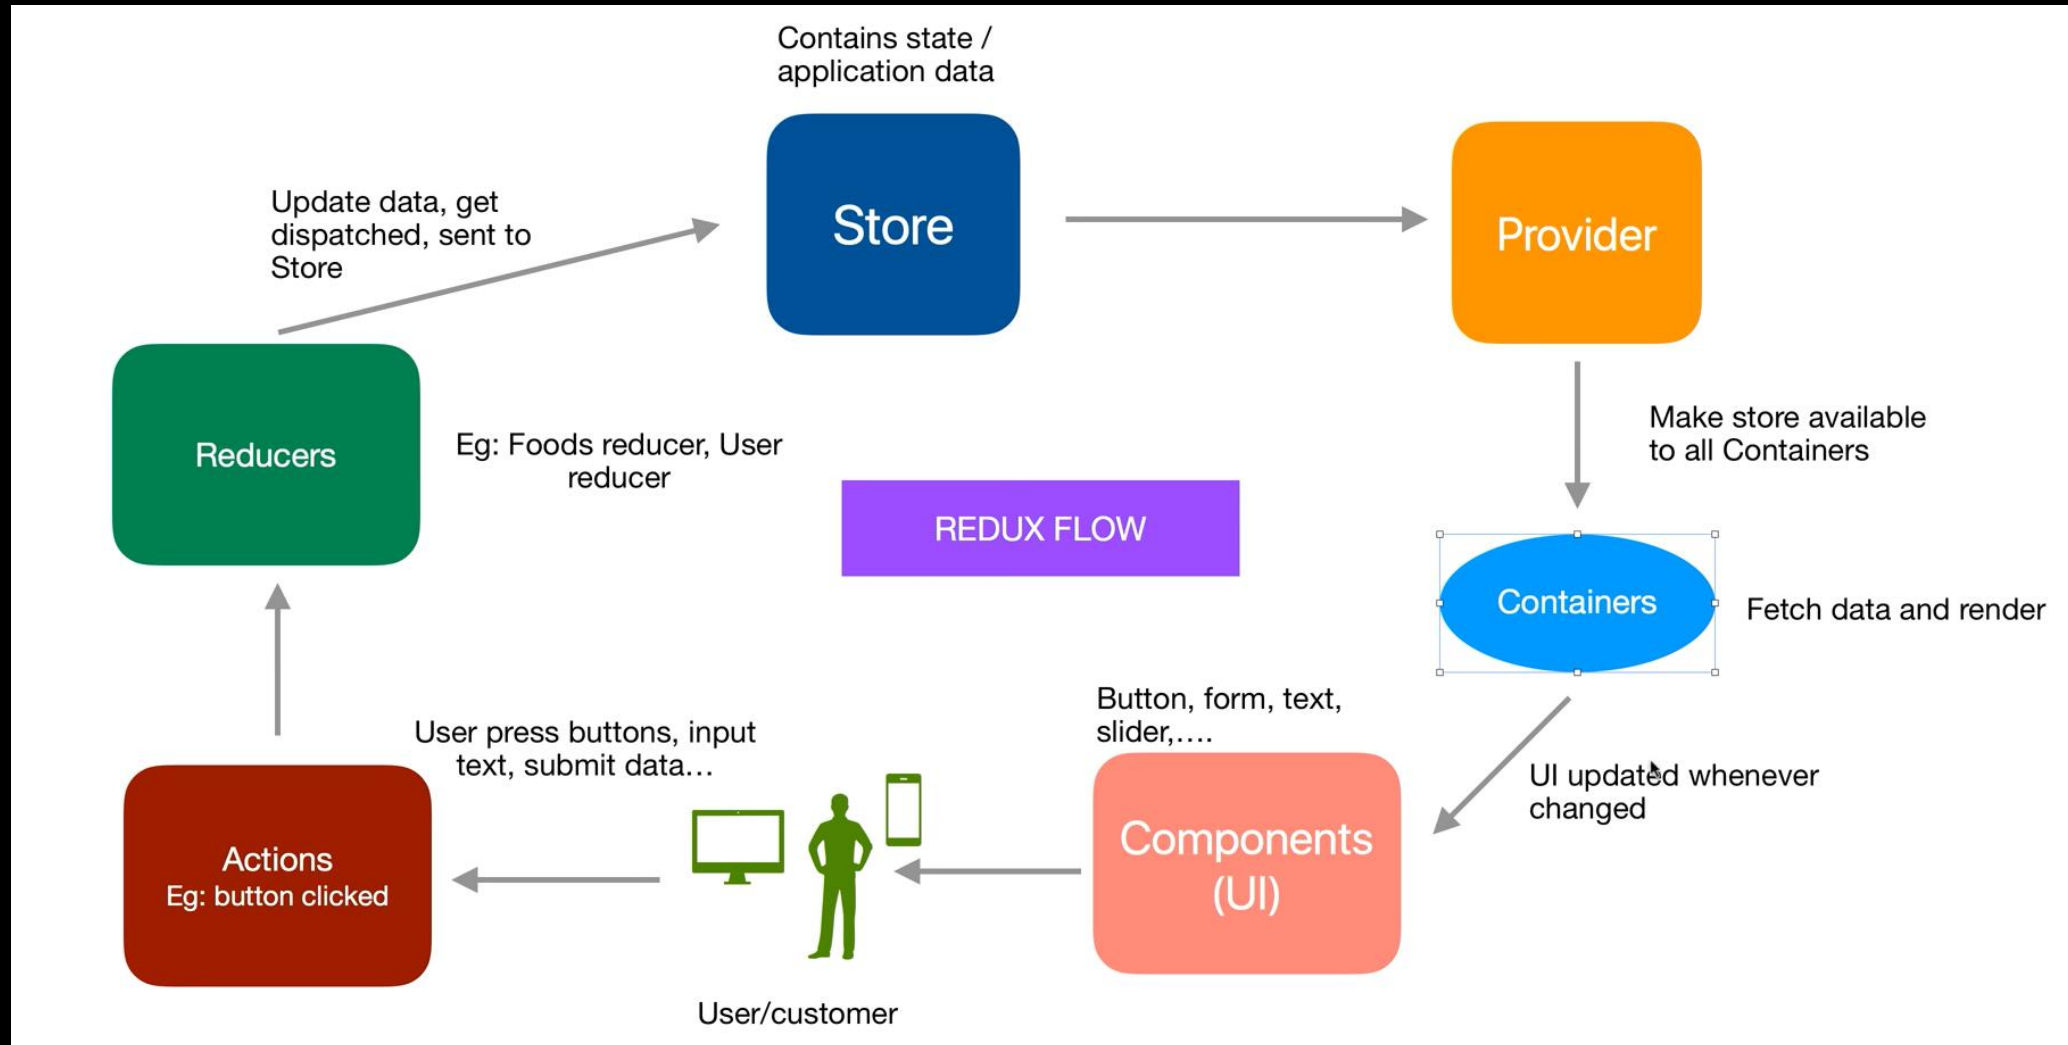 Contains state /
application data
Store
Provider
Update data, get
dispatched, sent to
Store
Reducers
Eg: Foods reducer, User
reducer
REDUX FLOW
Make store available
to all Containers
Containers
Fetch data and render
Button, form, text,
slider,....
UI updated whenever
changed
Components
(UI)
User press buttons, input
text, submit data...
Actions
Eg: button clicked
User/customer